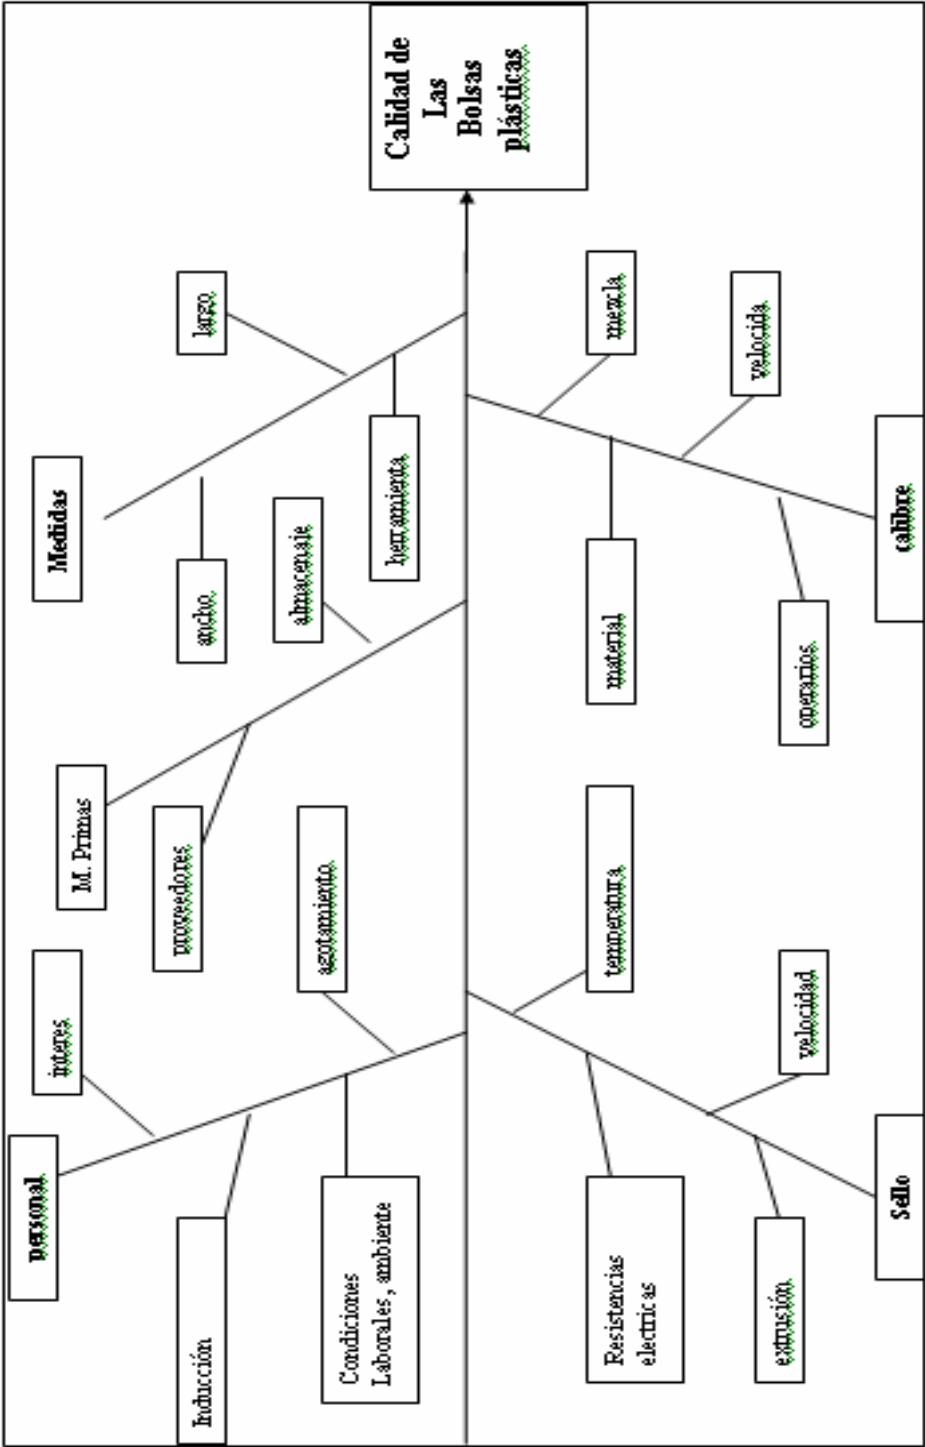 personal
interes
M. Primas
Medidas
Inducción
proveedores
ancho
largo
Condiciones
Laborales, ambiente
agotamiento
almacenaje
herramienta
Calidad de
Las
Bolsas
plásticas
Resistencias
electricas
temperatura
material
mezcla
extrusión
velocidad
operarios
velocida
Sello
calibre